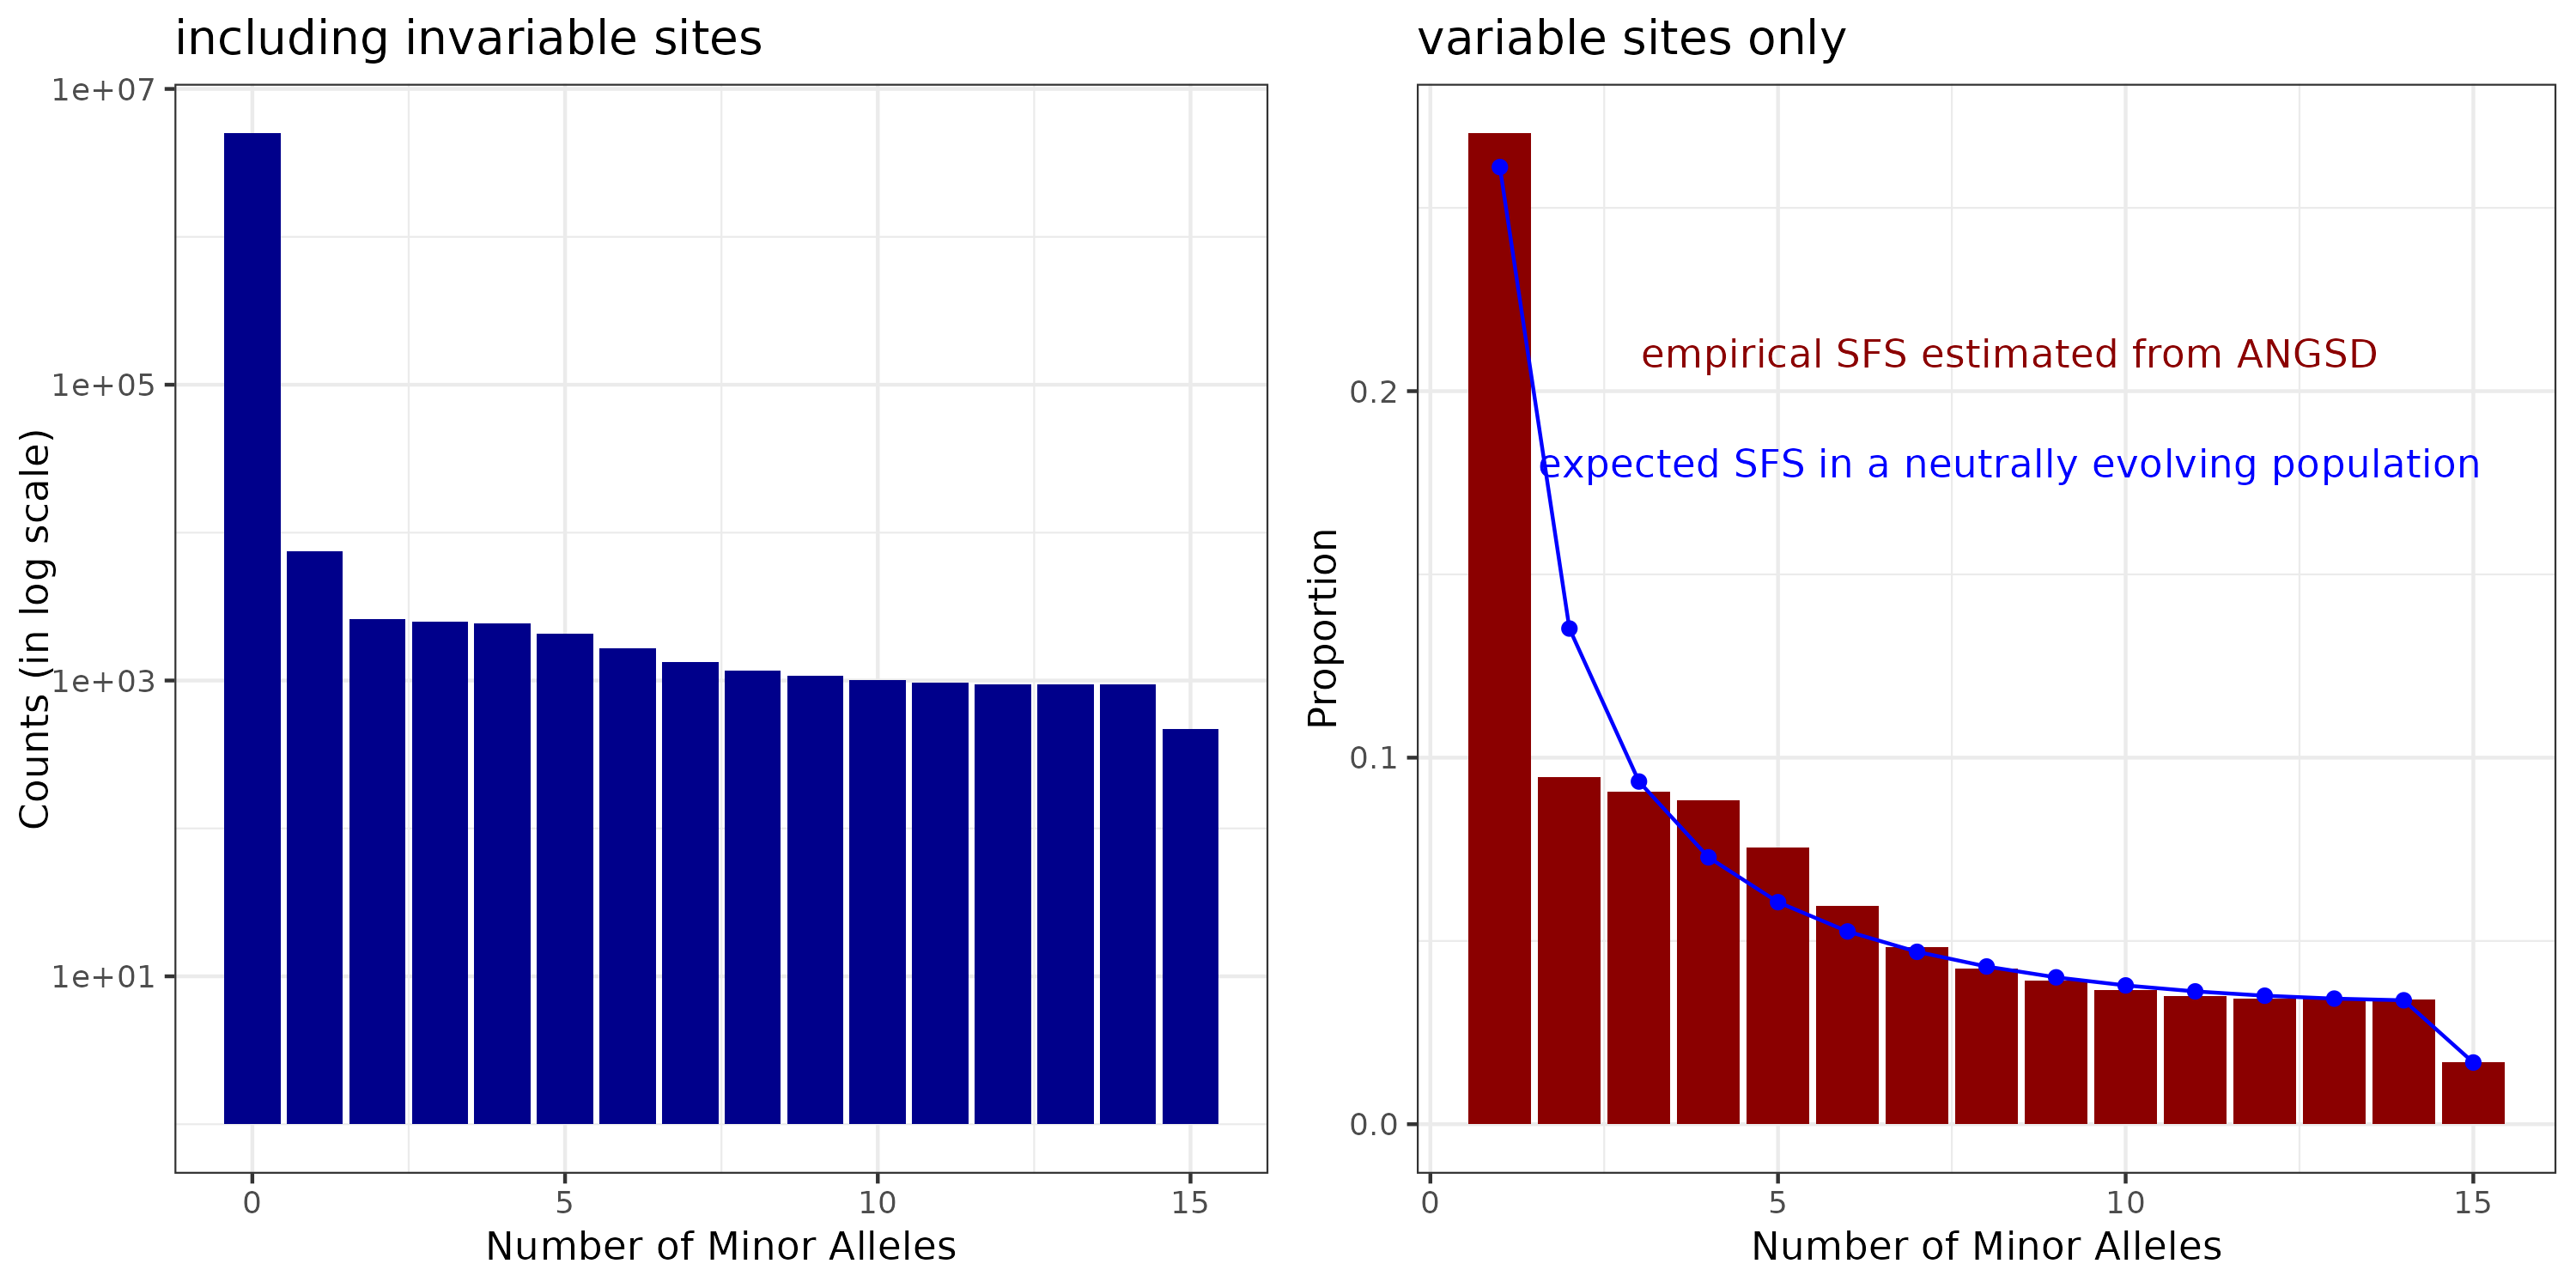 including invariable sites
1e+07
1e+05
1e+03
1e+01
Counts (in log scale)
0 5 10 15
Number of Minor Alleles
variable sites only
empirical SFS estimated from ANGSD
expected SFS in a neutrally evolving population
0.2
0.1
0.0
Proportion
0 5 10 15
Number of Minor Alleles